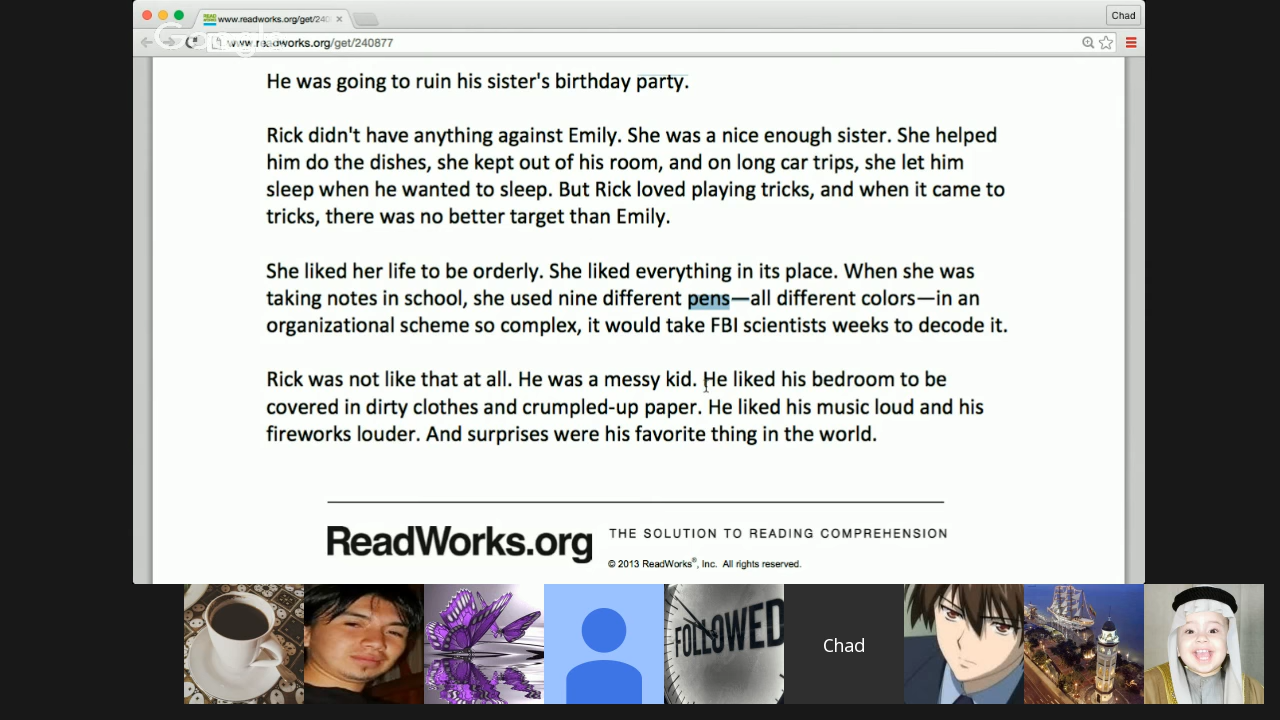 www.readworks.org/get/240
Chad
Google
www.readworks.org/get/240877
He was going to ruin his sister's birthday party.
Rick didn't have anything against Emily. She was a nice enough sister. She helped
him do the dishes, she kept out of his room, and on long car trips, she let him
sleep when he wanted to sleep. But Rick loved playing tricks, and when it came to
tricks, there was no better target than Emily.
She liked her life to be orderly. She liked everything in its place. When she was
taking notes in school, she used nine different pens—all different colors—in an
organizational scheme so complex, it would take FBI scientists weeks to decode it.
Rick was not like that at all. He was a messy kid. He liked his bedroom to be
covered in dirty clothes and crumpled-up paper. He liked his music loud and his
fireworks louder. And surprises were his favorite thing in the world.
ReadWorks.org
THE SOLUTION TO READING COMPREHENSION
© 2013 ReadWorks®, Inc. All rights reserved.
FOLLOWED
Chad